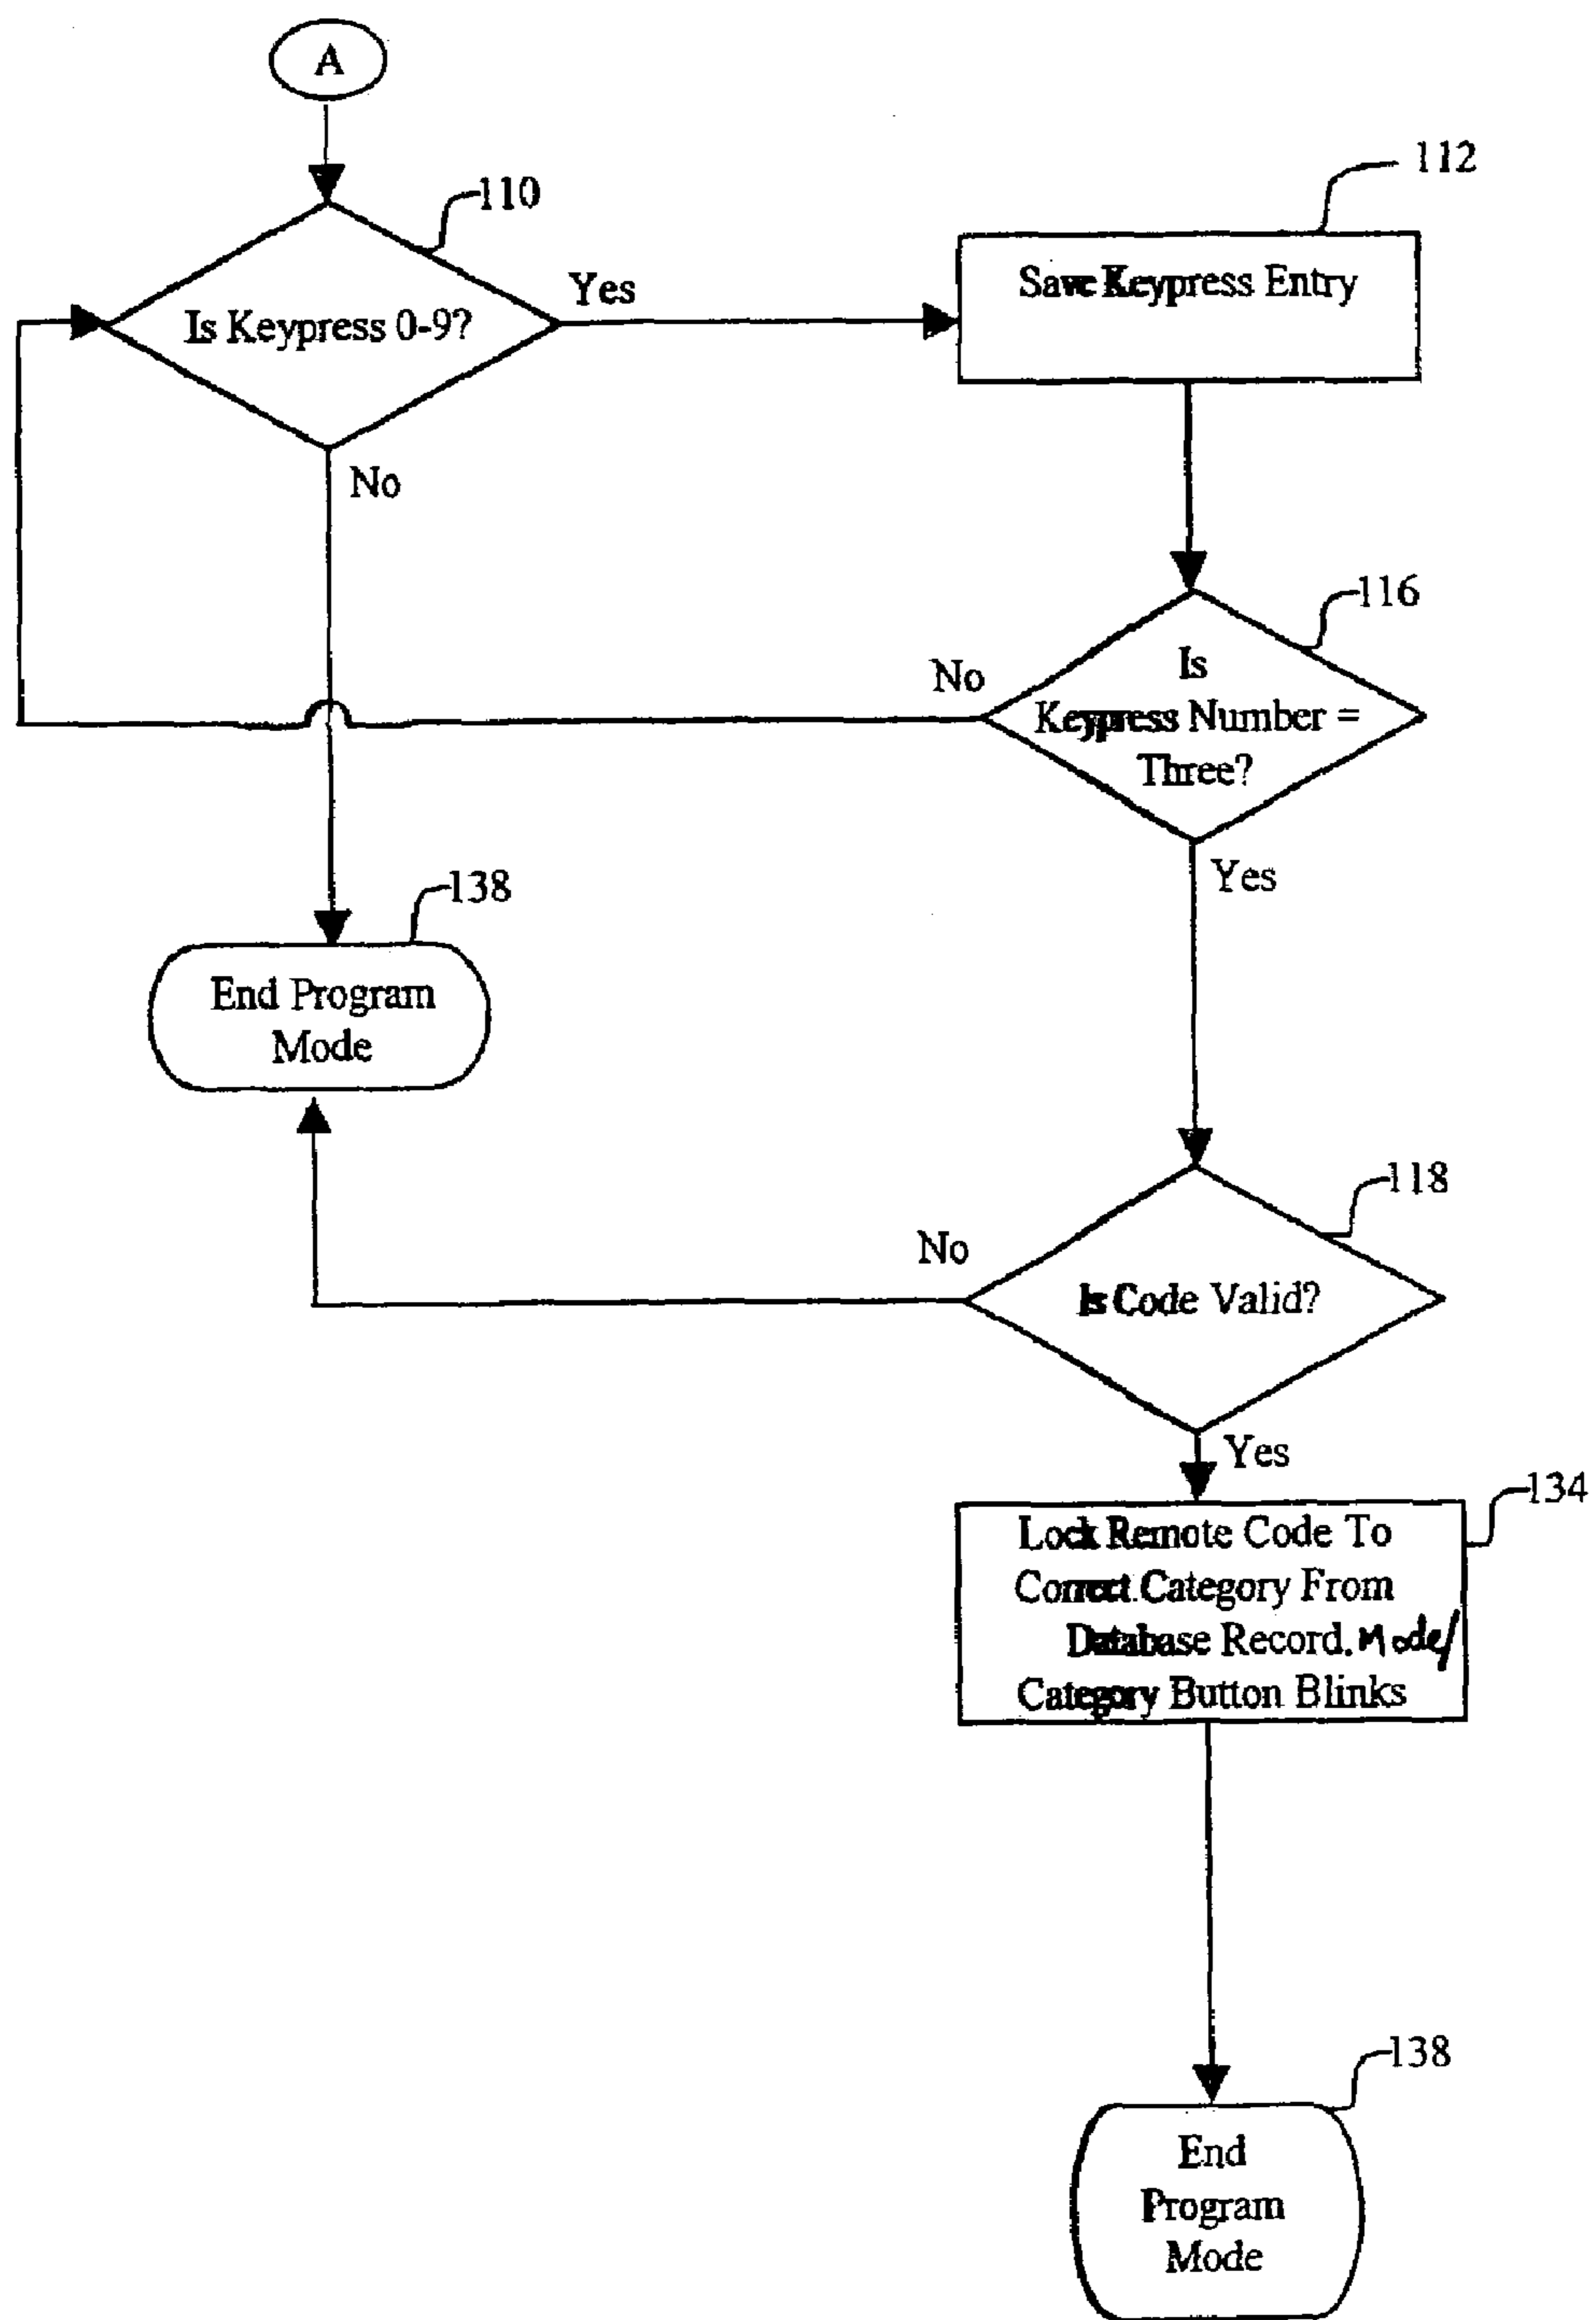 A
110
Is Keypress 0-9?
Yes
No
112
Save Keypress Entry
116
Is
Keypress Number =
Three?
No
Yes
138
End Program
Mode
118
Is Code Valid?
No
Yes
134
Lock Remote Code To
Correct.Category From
Database Record.Mode/
Category Button Blinks
138
End
Program
Mode